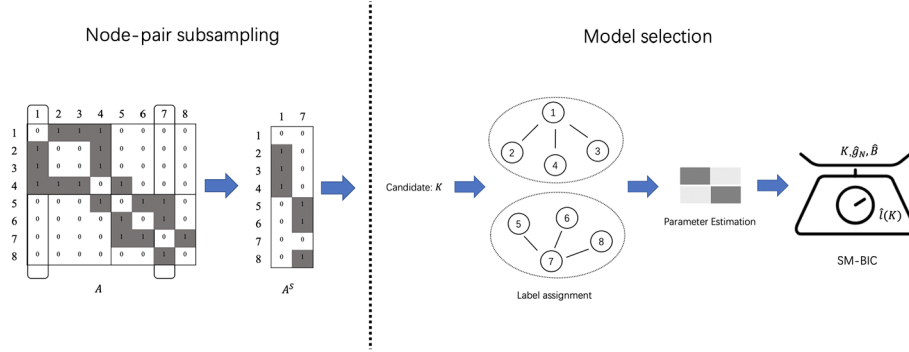 Node-pair subsampling
1 2 3 4 5 6 7 8
1 0 1 1 1 0 0 0 0
2 1 0 0 1 0 0 0 0
3 1 0 0 1 0 0 0 0
4 1 1 1 0 1 0 0 0
5 0 0 0 1 0 1 1 0
6 0 0 0 0 1 0 1 0
7 0 0 0 0 1 1 0 1
8 0 0 0 0 0 0 1 0
A
1 7
1 0 0
2 1 0
3 1 0
4 1 0
5 0 1
6 0 1
7 0 0
8 0 1
Aˢ
Model selection
Candidate: K
1
2 4 3
5 6
7 8
Label assignment
Parameter Estimation
K, ĝ_N, B̂
l̂(K)
SM-BIC